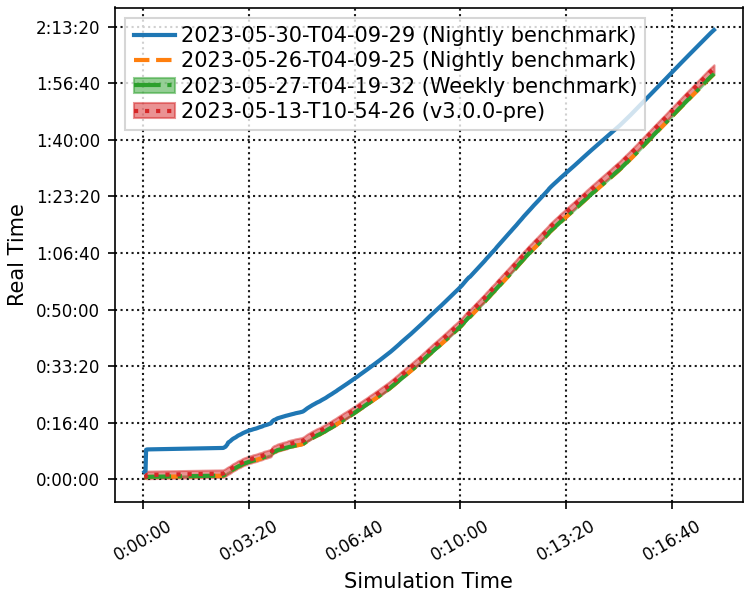 2023-05-30-T04-09-29 (Nightly benchmark)
2023-05-26-T04-09-25 (Nightly benchmark)
2023-05-27-T04-19-32 (Weekly benchmark)
2023-05-13-T10-54-26 (v3.0.0-pre)
Real Time
2:13:20
1:56:40
1:40:00
1:23:20
1:06:40
0:50:00
0:33:20
0:16:40
0:00:00
0:00:00
0:03:20
0:06:40
0:10:00
0:13:20
0:16:40
Simulation Time